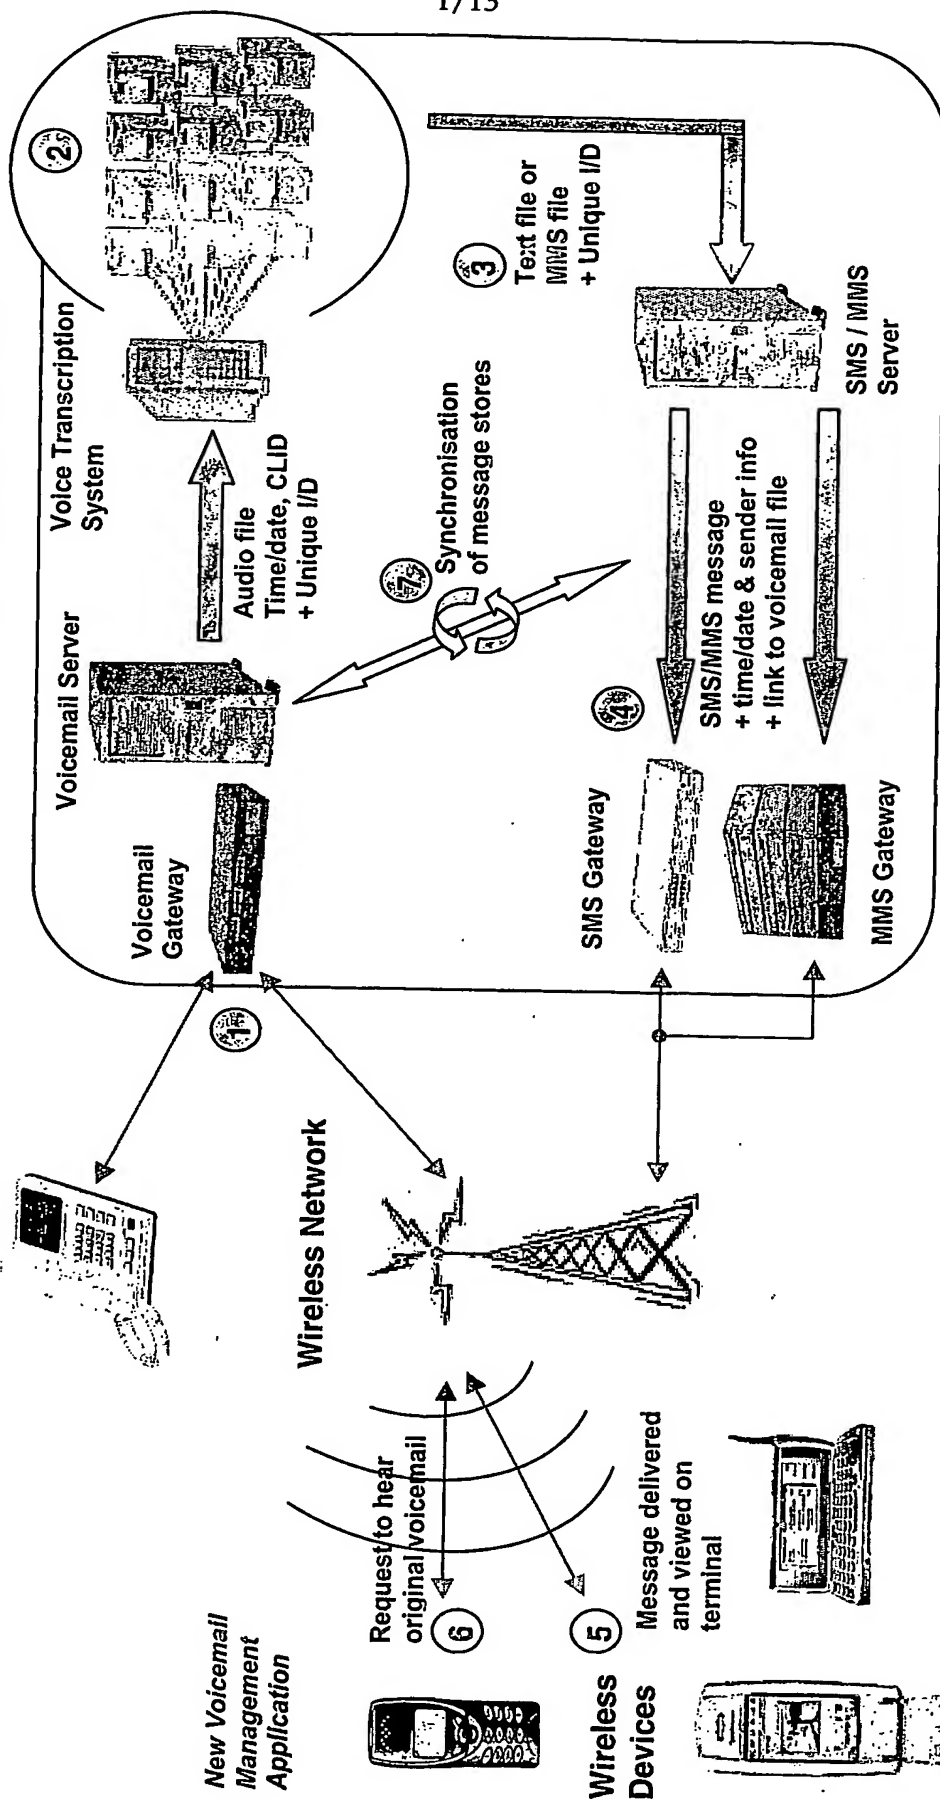 1/13
2
Voice Transcription
System
Voicemail Server
Voicemail
Gateway
Audio file
Time/date, CLID
+ Unique I/D
1
3
Text file or
MMS file
+ Unique I/D
7
Synchronisation
of message stores
SMS / MMS
Server
4
SMS/MMS message
+ time/date & sender info
+ link to voicemail file
SMS Gateway
MMS Gateway
Wireless Network
New Voicemail
Management
Application
Request to hear
original voicemail
6
5
Message delivered
and viewed on
terminal
Wireless
Devices